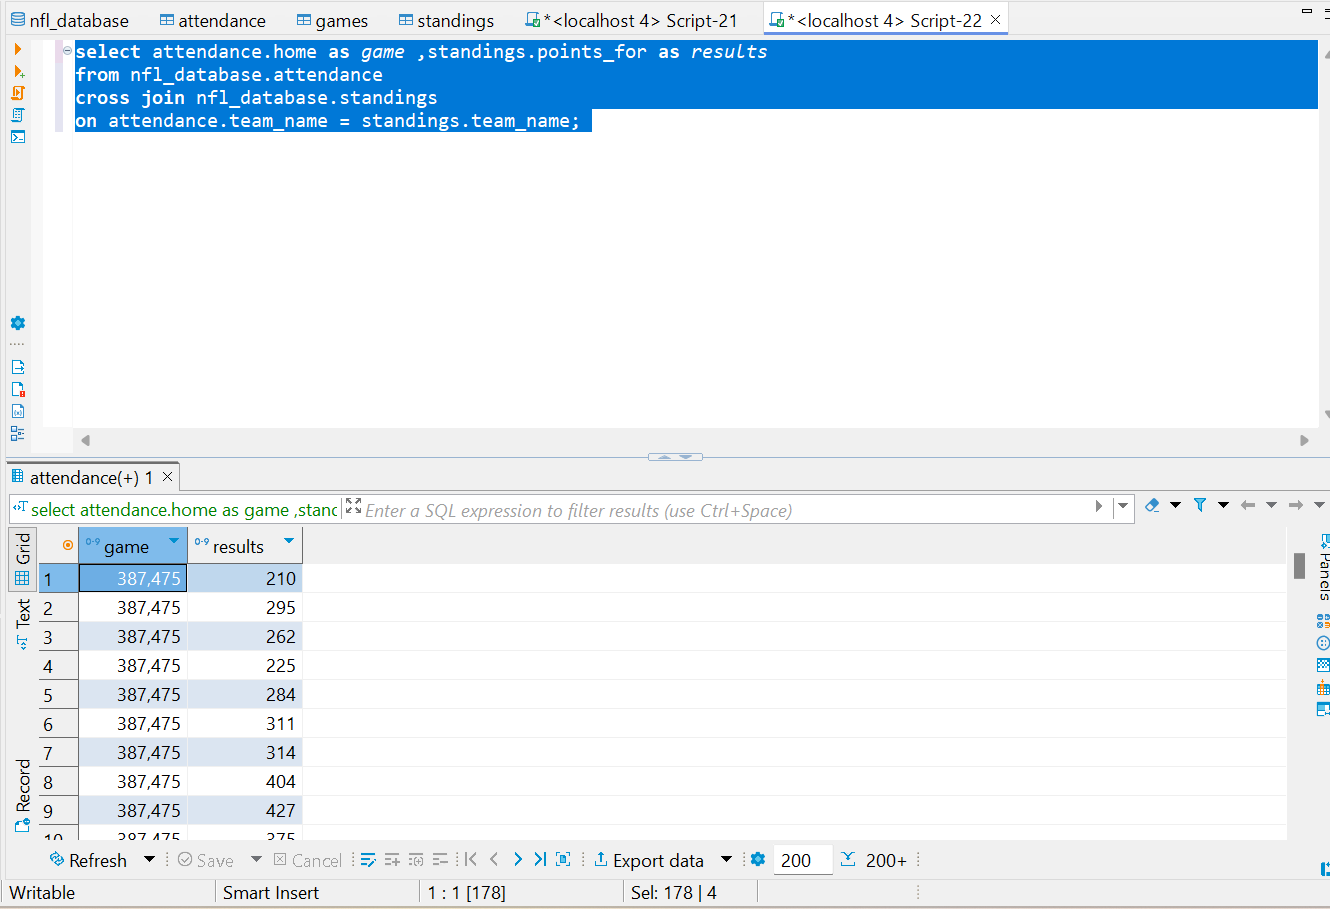 nfl_database attendance games standings *<localhost 4> Script-21 *<localhost 4> Script-22
select attendance.home as game ,standings.points_for as results
from nfl_database.attendance
cross join nfl_database.standings
on attendance.team_name = standings.team_name;
attendance(+) 1
select attendance.home as game ,stand Enter a SQL expression to filter results (use Ctrl+Space)
Grid
Text
Record
Panels
game results
1 387,475 210
2 387,475 295
3 387,475 262
4 387,475 225
5 387,475 284
6 387,475 311
7 387,475 314
8 387,475 404
9 387,475 427
10 387,475 375
Refresh Save Cancel Export data 200 200+
Writable Smart Insert 1 : 1 [178] Sel: 178 | 4